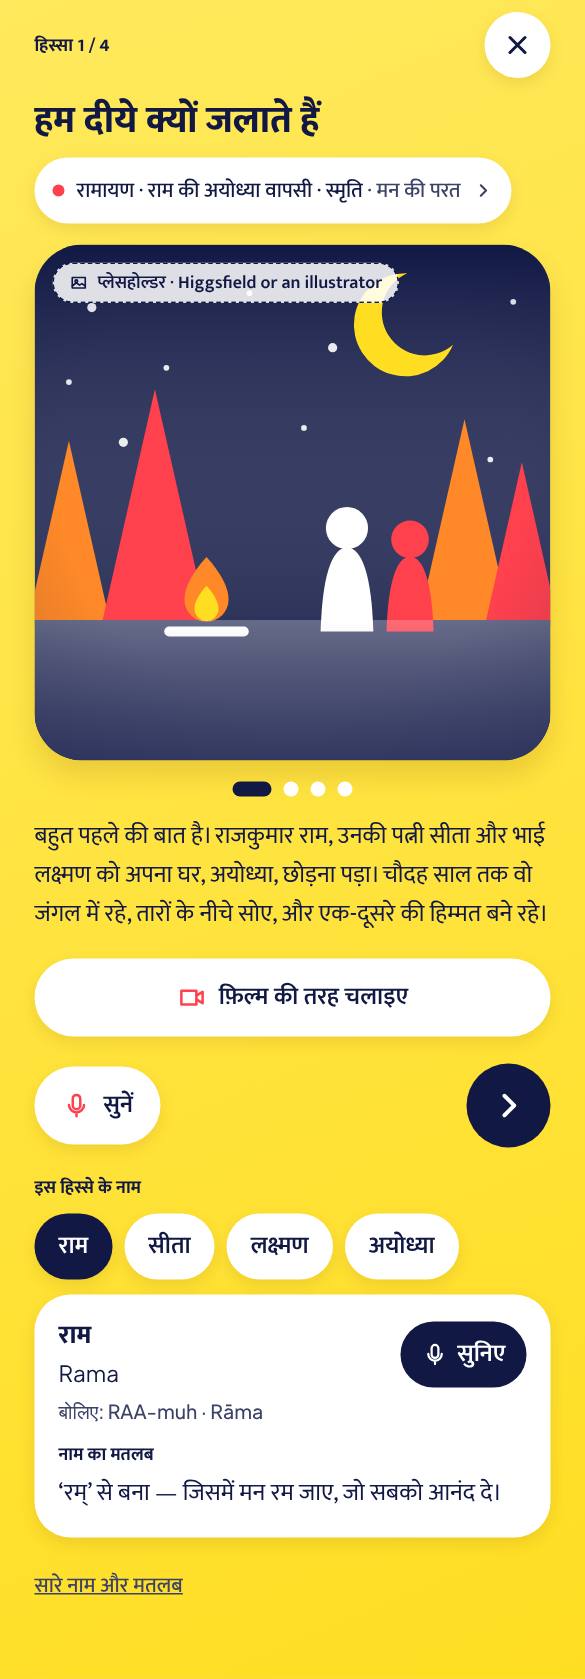 हिस्सा 1 / 4
हम दीये क्यों जलाते हैं
रामायण · राम की अयोध्या वापसी · स्मृति · मन की परत
प्लेसहोल्डर · Higgsfield or an illustrator
बहुत पहले की बात है। राजकुमार राम, उनकी पत्नी सीता और भाई
लक्ष्मण को अपना घर, अयोध्या, छोड़ना पड़ा। चौदह साल तक वो
जंगल में रहे, तारों के नीचे सोए, और एक-दूसरे की हिम्मत बने रहे।
फ़िल्म की तरह चलाइए
सुनें
इस हिस्से के नाम
राम सीता लक्ष्मण अयोध्या
राम
सुनिए
Rama
बोलिए: RAA-muh · Rāma
नाम का मतलब
‘रम्’ से बना — जिसमें मन रम जाए, जो सबको आनंद दे।
सारे नाम और मतलब